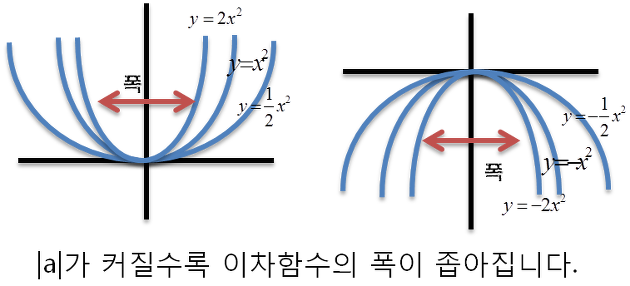 y = 2x²
y=x²
폭
y = 1/2 x²
y = -1/2 x²
y=-x²
폭
y = -2x²
|a|가 커질수록 이차함수의 폭이 좁아집니다.